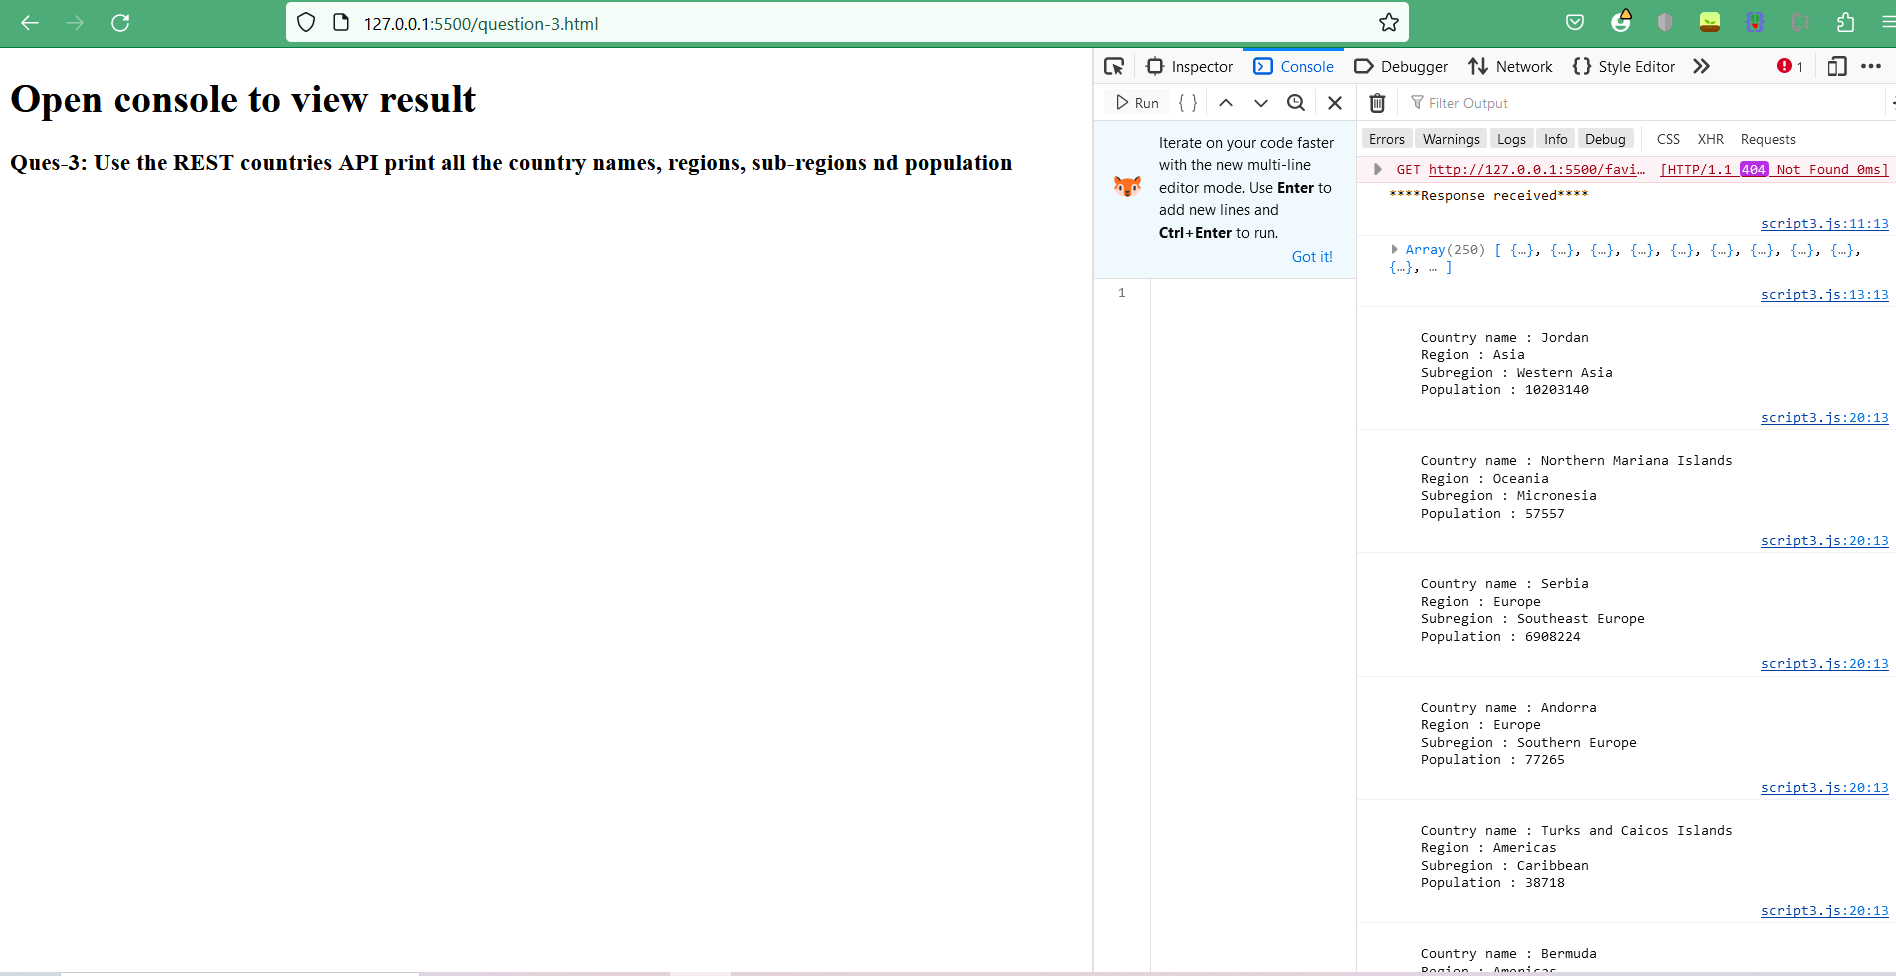 127.0.0.1:5500/question-3.html
Open console to view result
Ques-3: Use the REST countries API print all the country names, regions, sub-regions nd population
Inspector Console Debugger Network Style Editor 1
Run
Filter Output
Errors Warnings Logs Info Debug CSS XHR Requests
Iterate on your code faster
with the new multi-line
editor mode. Use Enter to
add new lines and
Ctrl+Enter to run.
Got it!
1
GET http://127.0.0.1:5500/favi… [HTTP/1.1 404 Not Found 0ms]
****Response received****
script3.js:11:13
Array(250) [ {…}, {…}, {…}, {…}, {…}, {…}, {…}, {…}, {…},
{…}, … ]
script3.js:13:13
Country name : Jordan
Region : Asia
Subregion : Western Asia
Population : 10203140
script3.js:20:13
Country name : Northern Mariana Islands
Region : Oceania
Subregion : Micronesia
Population : 57557
script3.js:20:13
Country name : Serbia
Region : Europe
Subregion : Southeast Europe
Population : 6908224
script3.js:20:13
Country name : Andorra
Region : Europe
Subregion : Southern Europe
Population : 77265
script3.js:20:13
Country name : Turks and Caicos Islands
Region : Americas
Subregion : Caribbean
Population : 38718
script3.js:20:13
Country name : Bermuda
Region : Americas